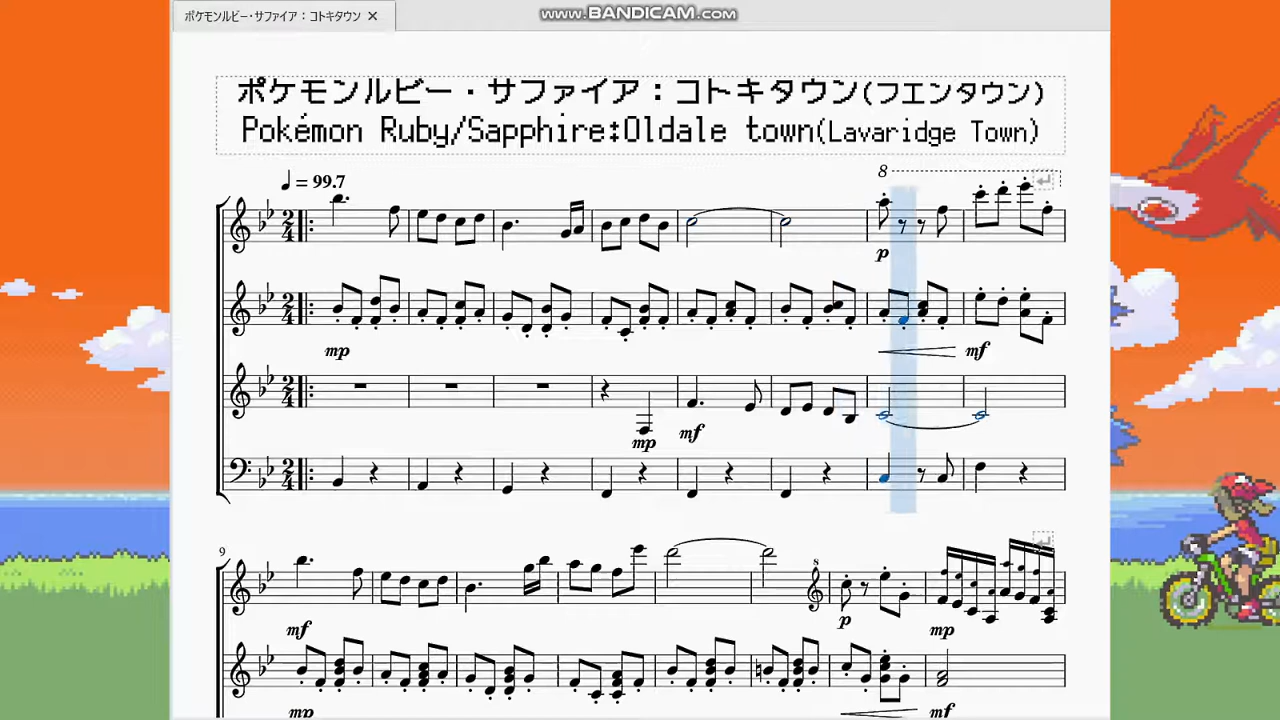 ポケモンルビー・サファイア：コトキタウン
www.BANDICAM.com
ポケモンルビー・サファイア：コトキタウン(フエンタウン)
Pokémon Ruby/Sapphire:Oldale town(Lavaridge Town)
= 99.7
8
p
mp
mf
mp
mf
9
mf
p
mp
mp
mf